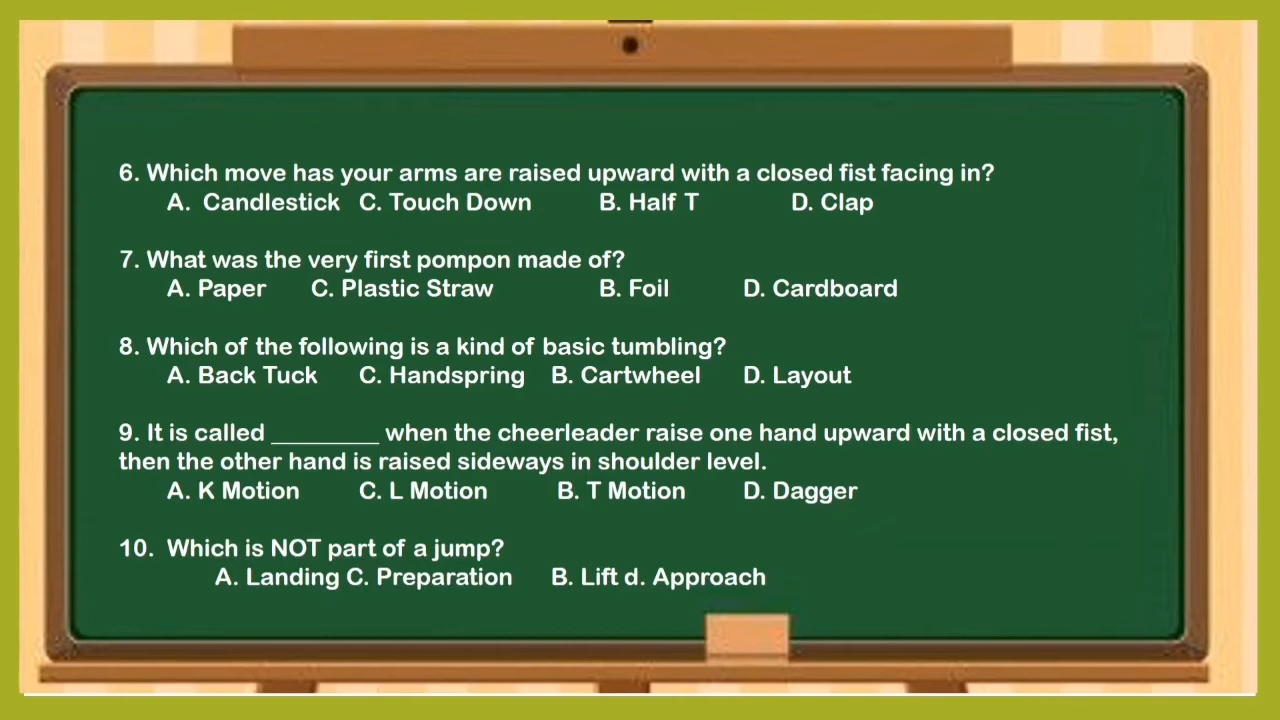 6. Which move has your arms are raised upward with a closed fist facing in?
A. Candlestick C. Touch Down B. Half T D. Clap
7. What was the very first pompon made of?
A. Paper C. Plastic Straw B. Foil D. Cardboard
8. Which of the following is a kind of basic tumbling?
A. Back Tuck C. Handspring B. Cartwheel D. Layout
9. It is called ________ when the cheerleader raise one hand upward with a closed fist,
then the other hand is raised sideways in shoulder level.
A. K Motion C. L Motion B. T Motion D. Dagger
10. Which is NOT part of a jump?
A. Landing C. Preparation B. Lift d. Approach